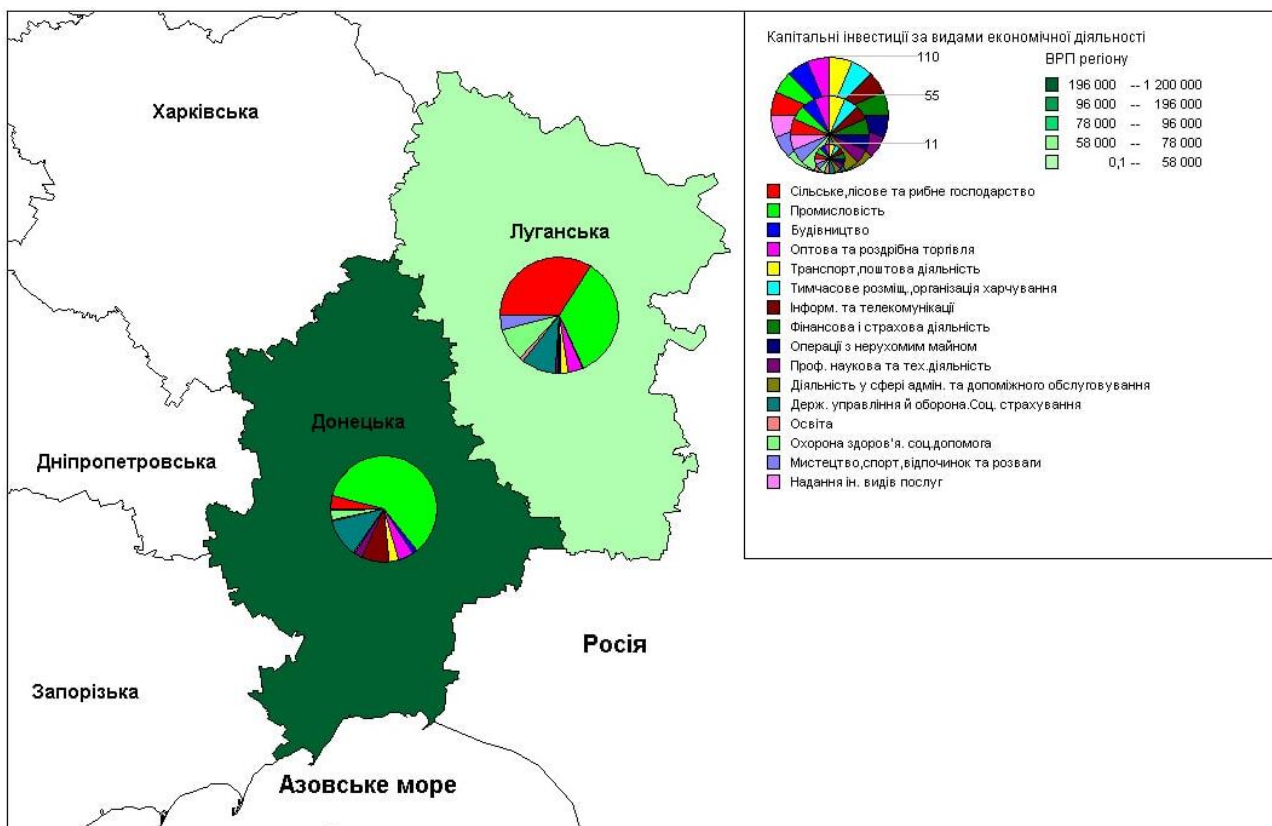 Харківська
Луганська
Донецька
Дніпропетровська
Запорізька
Росія
Азовське море
Капітальні інвестиції за видами економічної діяльності
110
55
11
ВРП регіону
196 000 -- 1 200 000
96 000 -- 196 000
78 000 -- 96 000
58 000 -- 78 000
0,1 -- 58 000
Сільське,лісове та рибне господарство
Промисловість
Будівництво
Оптова та роздрібна торгівля
Транспорт,поштова діяльність
Тимчасове розміщ.,організація харчування
Інформ. та телекомунікації
Фінансова і страхова діяльність
Операції з нерухомим майном
Проф. наукова та тех.діяльність
Діяльність у сфері адмін. та допоміжного обслуговування
Держ. управління й оборона.Соц. страхування
Освіта
Охорона здоров'я. соц.допомога
Мистецтво,спорт,відпочинок та розваги
Надання ін. видів послуг